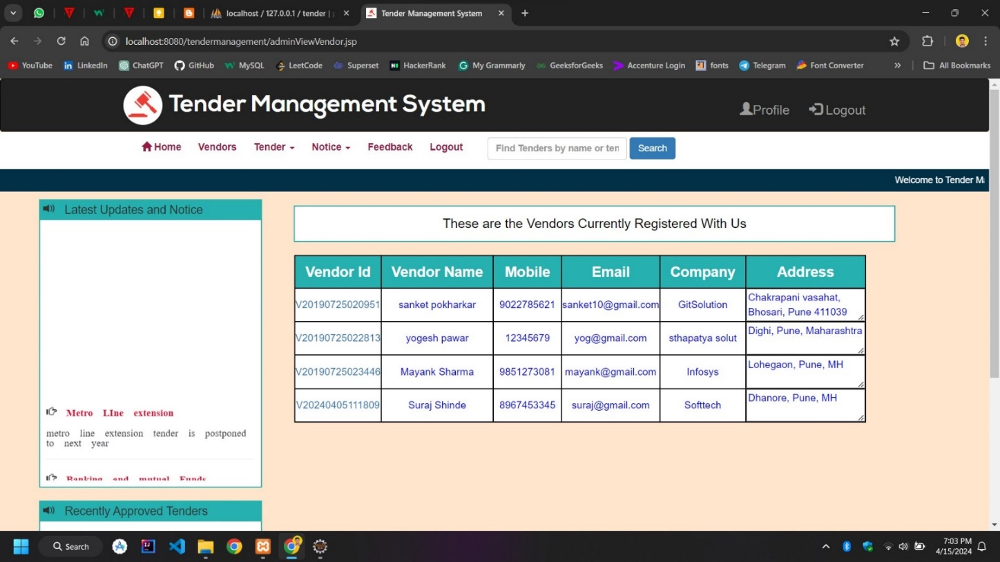 localhost / 127.0.0.1 / tender |
Tender Management System
localhost:8080/tendermanagement/adminViewVendor.jsp
YouTube LinkedIn ChatGPT GitHub MySQL LeetCode Superset HackerRank My Grammarly GeeksforGeeks Accenture Login fonts Telegram Font Converter » All Bookmarks
Tender Management System
Profile Logout
Home Vendors Tender Notice Feedback Logout Find Tenders by name or ten Search
Welcome to Tender Ma
Latest Updates and Notice
Metro LIne extension
metro line extension tender is postponed
to next year
Banking and mutual Funds
Recently Approved Tenders
These are the Vendors Currently Registered With Us
Vendor Id Vendor Name Mobile Email Company Address
V20190725020951 sanket pokharkar 9022785621 sanket10@gmail.com GitSolution Chakrapani vasahat,
Bhosari, Pune 411039
V20190725022813 yogesh pawar 12345679 yog@gmail.com sthapatya solut Dighi, Pune, Maharashtra
V20190725023446 Mayank Sharma 9851273081 mayank@gmail.com Infosys Lohegaon, Pune, MH
V20240405111809 Suraj Shinde 8967453345 suraj@gmail.com Softtech Dhanore, Pune, MH
Search
7:03 PM
4/15/2024